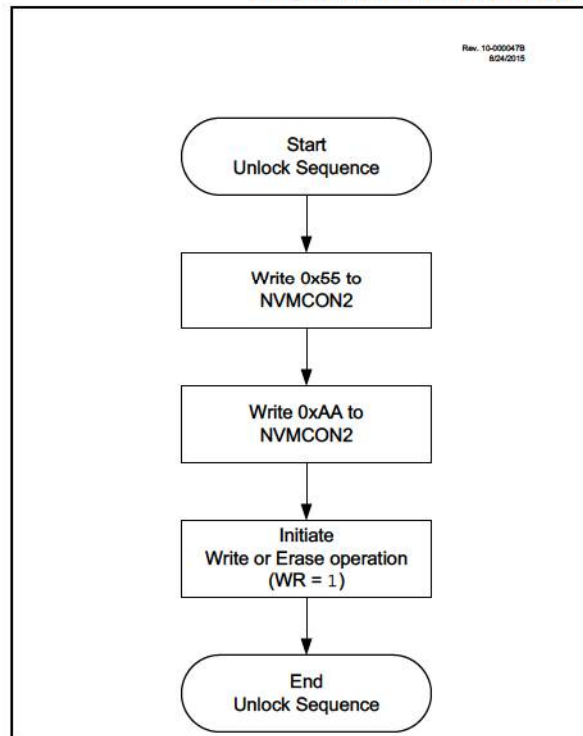 Rev. 10-000047B
8/24/2015
Start
Unlock Sequence
Write 0x55 to
NVMCON2
Write 0xAA to
NVMCON2
Initiate
Write or Erase operation
(WR = 1)
End
Unlock Sequence